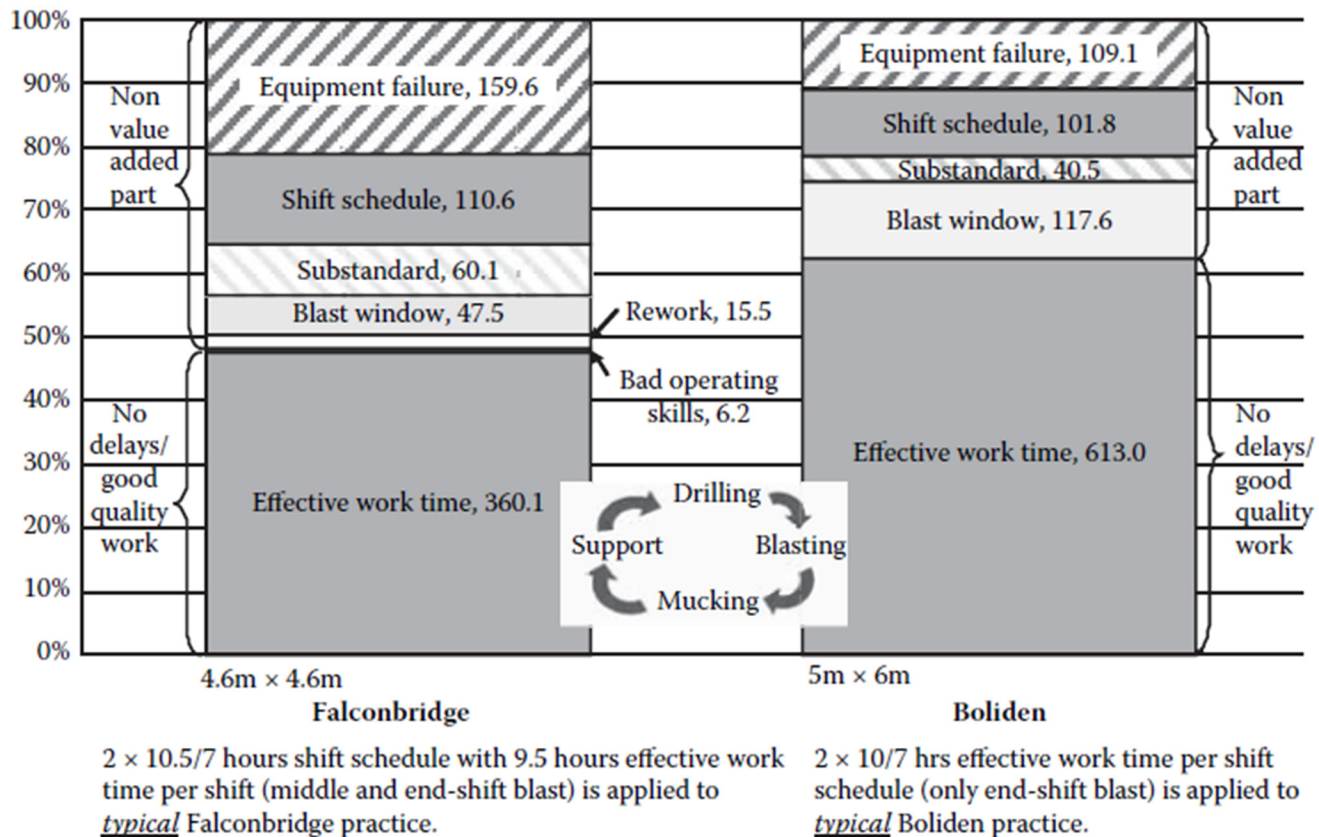 100%
90%
80%
70%
60%
50%
40%
30%
20%
10%
0%
Non
value
added
part
No
delays/
good
quality
work
Equipment failure, 159.6
Shift schedule, 110.6
Substandard, 60.1
Blast window, 47.5
Effective work time, 360.1
Rework, 15.5
Bad operating
skills, 6.2
Drilling
Support
Blasting
Mucking
Equipment failure, 109.1
Shift schedule, 101.8
Substandard, 40.5
Blast window, 117.6
Effective work time, 613.0
Non
value
added
part
No
delays/
good
quality
work
4.6m × 4.6m
Falconbridge
2 × 10.5/7 hours shift schedule with 9.5 hours effective work
time per shift (middle and end-shift blast) is applied to
typical Falconbridge practice.
5m × 6m
Boliden
2 × 10/7 hrs effective work time per shift
schedule (only end-shift blast) is applied to
typical Boliden practice.